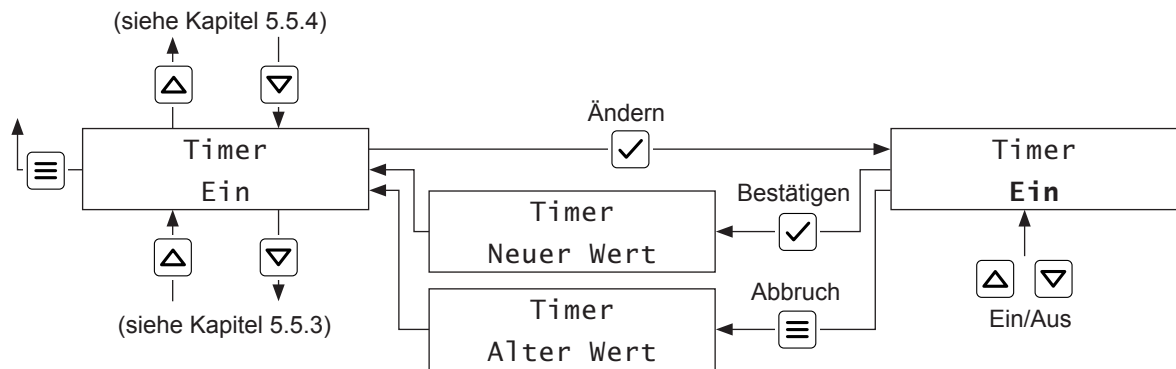 (siehe Kapitel 5.5.4)
Ändern
Timer
Ein
Timer
Ein
Bestätigen
Timer
Neuer Wert
Abbruch
Timer
Alter Wert
Ein/Aus
(siehe Kapitel 5.5.3)